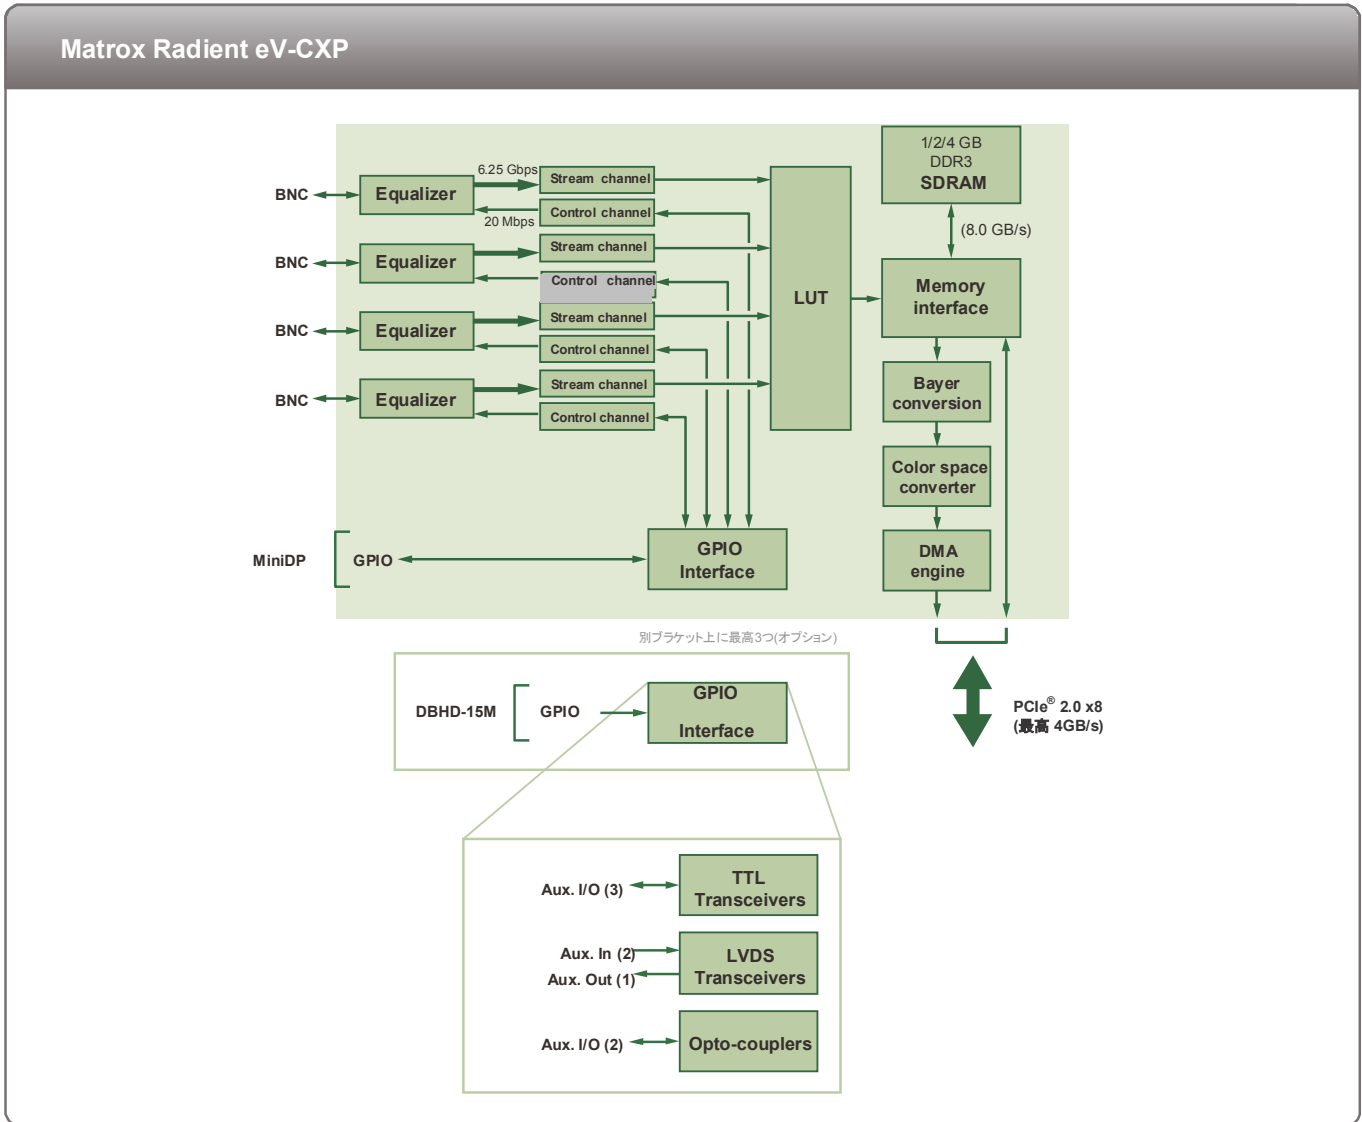 Matrox Radient eV-CXP
1/2/4 GB
DDR3
SDRAM
(8.0 GB/s)
BNC
Equalizer
6.25 Gbps
20 Mbps
Stream channel
Control channel
BNC
Equalizer
Stream channel
Control channel
BNC
Equalizer
Stream channel
Control channel
BNC
Equalizer
Stream channel
Control channel
LUT
Memory
interface
Bayer
conversion
Color space
converter
DMA
engine
MiniDP
GPIO
GPIO
Interface
別ブラケット上に最高3つ(オプション)
DBHD-15M
GPIO
GPIO
Interface
PCIe® 2.0 x8
(最高 4GB/s)
Aux. I/O (3)
TTL
Transceivers
Aux. In (2)
Aux. Out (1)
LVDS
Transceivers
Aux. I/O (2)
Opto-couplers